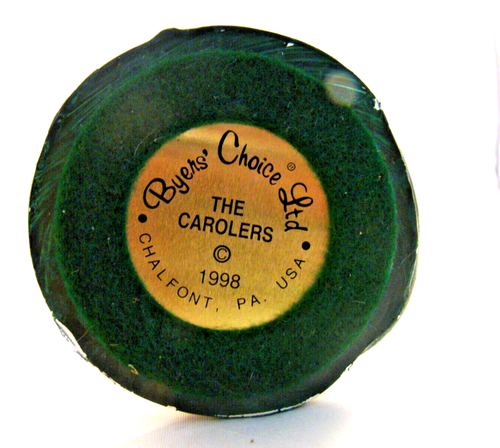 Byers' Choice® Ltd
THE
CAROLERS
©
1998
• CHALFONT, PA. USA •